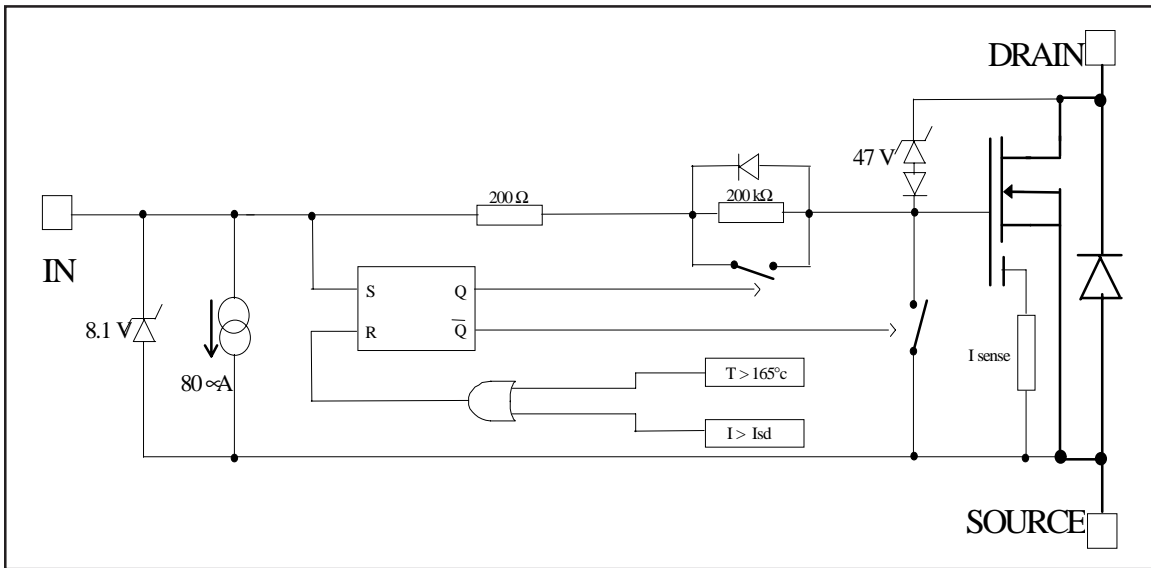 DRAIN
47 V
200 Ω
200 kΩ
IN
S Q
R Q̅
8.1 V
80 ∝A
T > 165°c
I > Isd
I sense
SOURCE